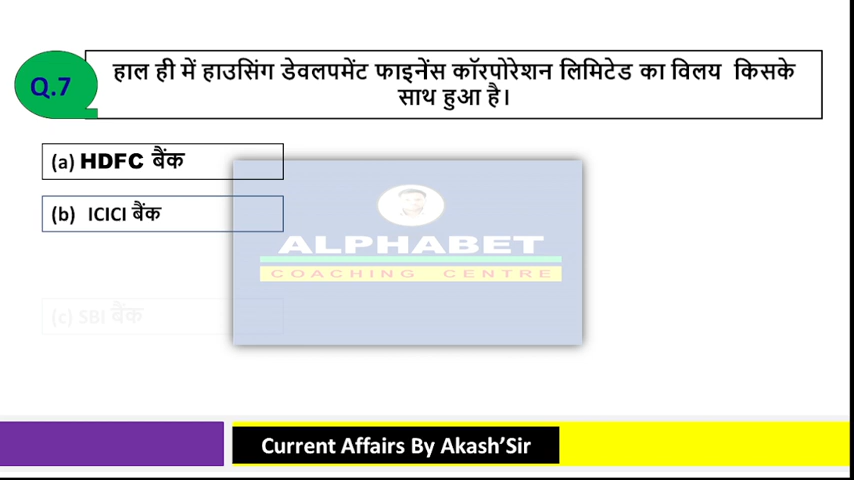 Q.7
हाल ही में हाउसिंग डेवलपमेंट फाइनेंस कॉरपोरेशन लिमिटेड का विलय किसके
साथ हुआ है।
(a) HDFC बैंक
(b) ICICI बैंक
ALPHABET
COACHING CENTRE
(c) SBI बैंक
Current Affairs By Akash’Sir